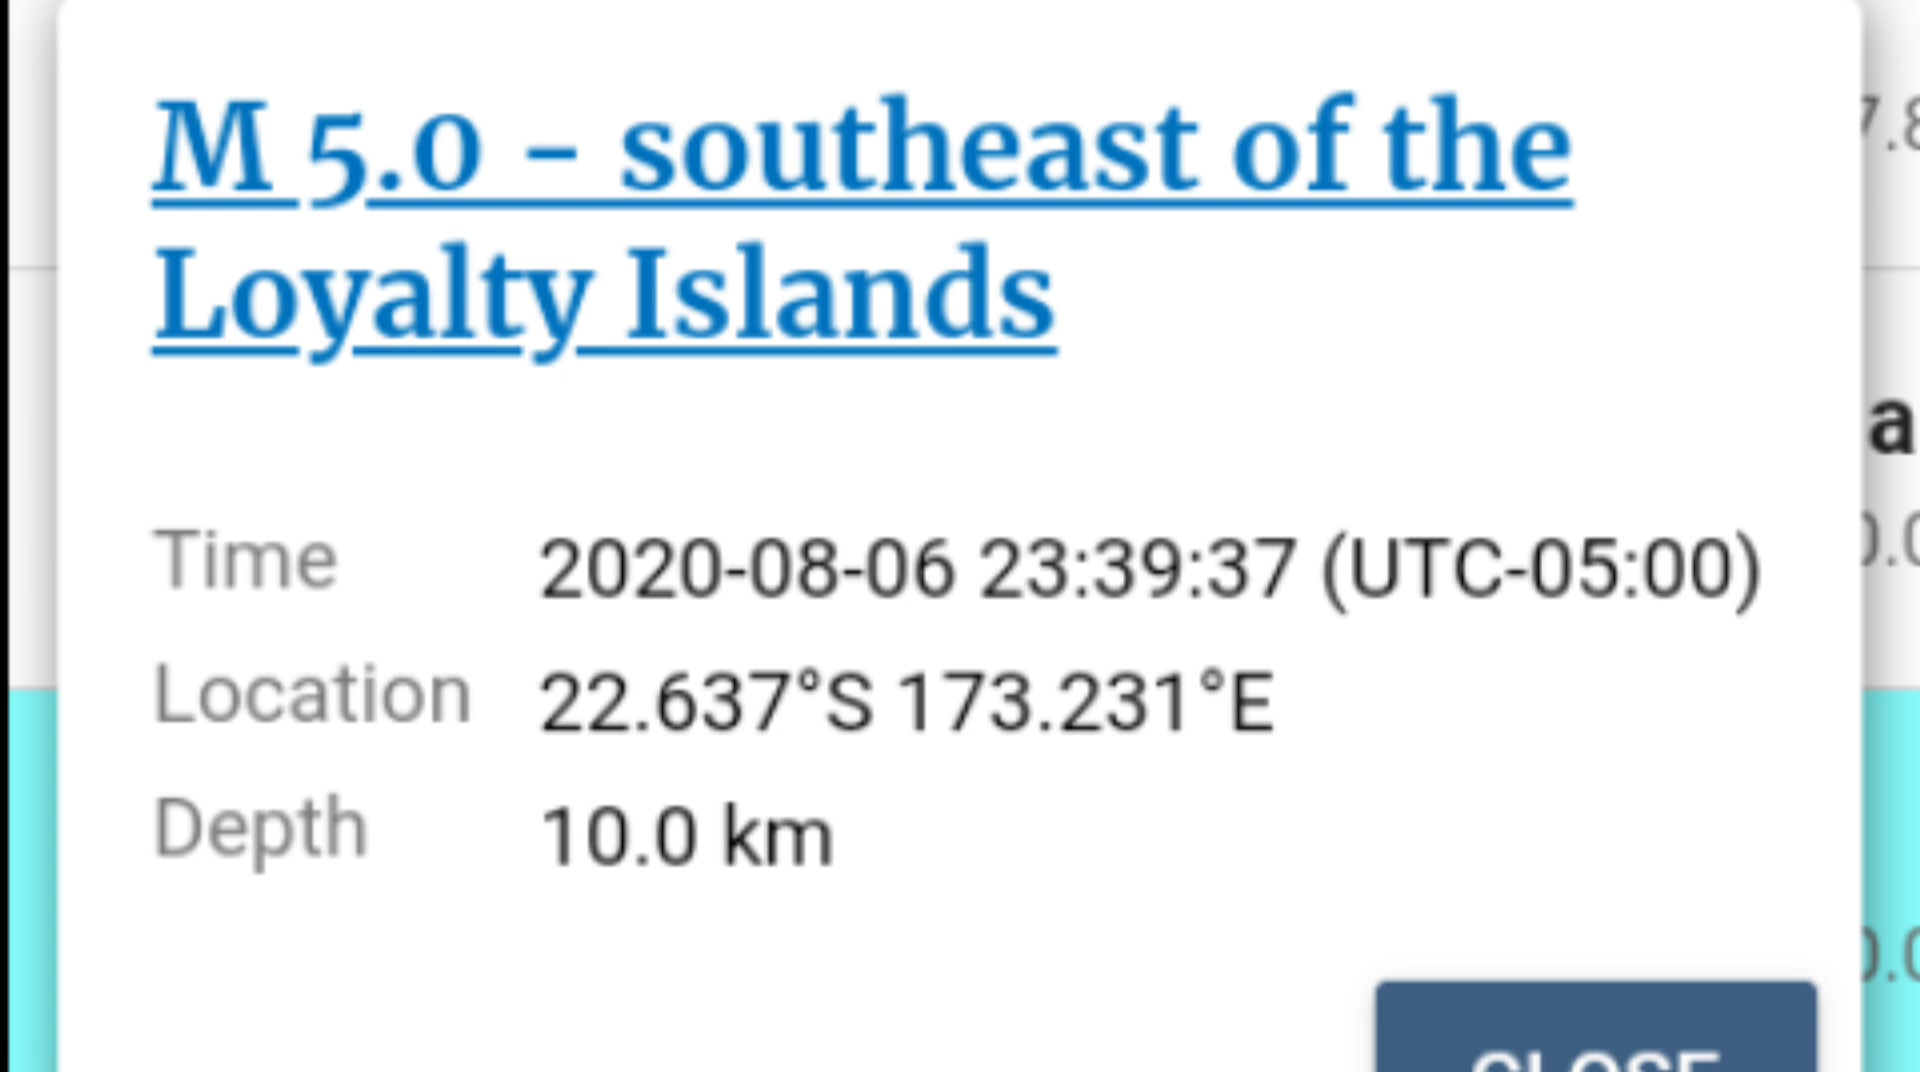 M 5.0 - southeast of the
Loyalty Islands
Time 2020-08-06 23:39:37 (UTC-05:00)
Location 22.637°S 173.231°E
Depth 10.0 km
CLOSE